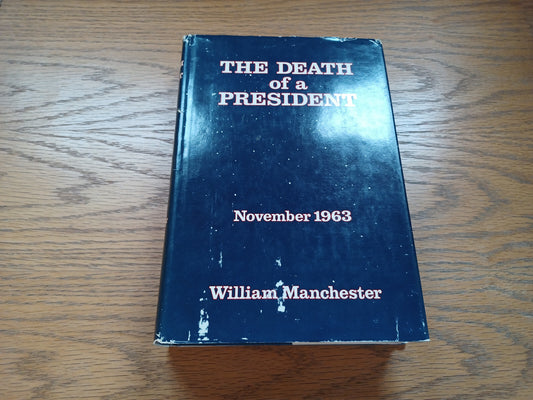 THE DEATH
of a
PRESIDENT
November 1963
William Manchester